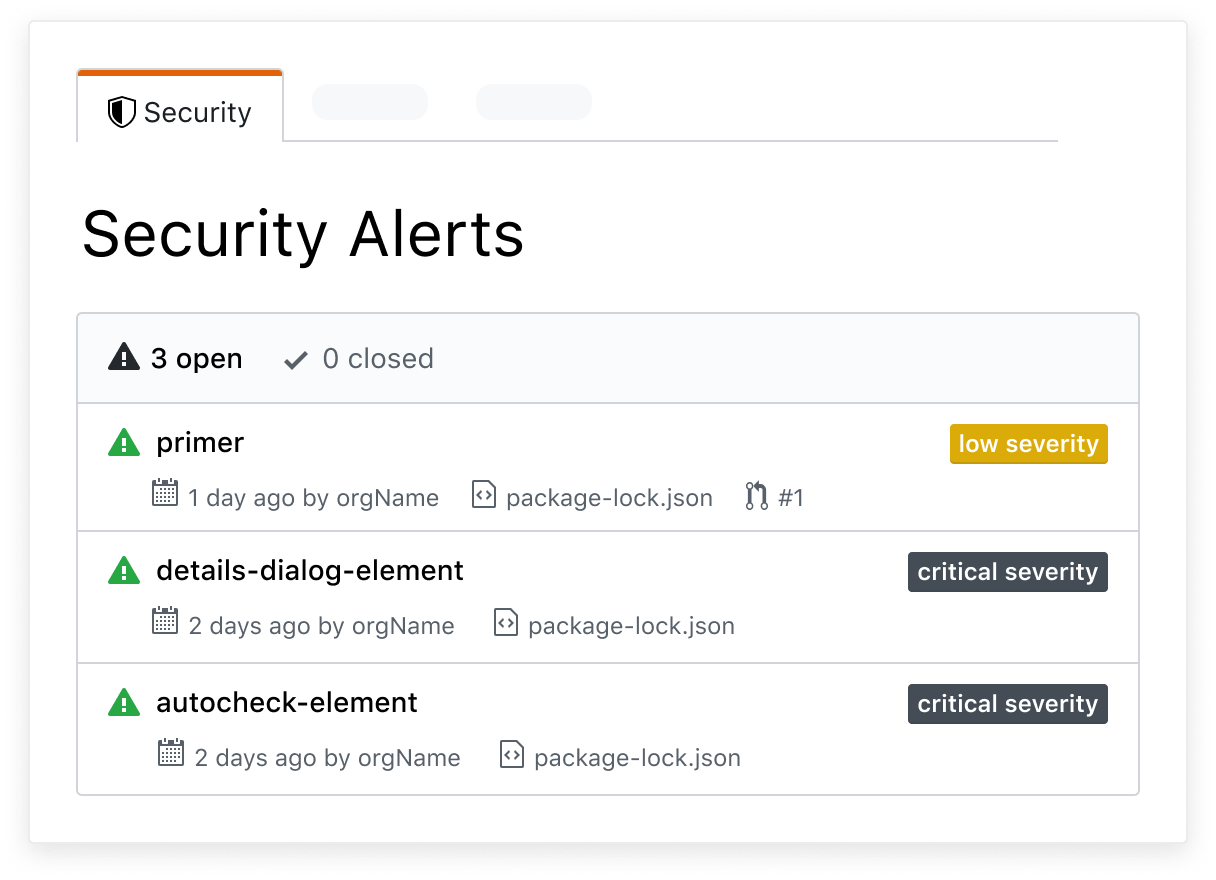 Security
Security Alerts
3 open 0 closed
primer low severity
1 day ago by orgName package-lock.json #1
details-dialog-element critical severity
2 days ago by orgName package-lock.json
autocheck-element critical severity
2 days ago by orgName package-lock.json